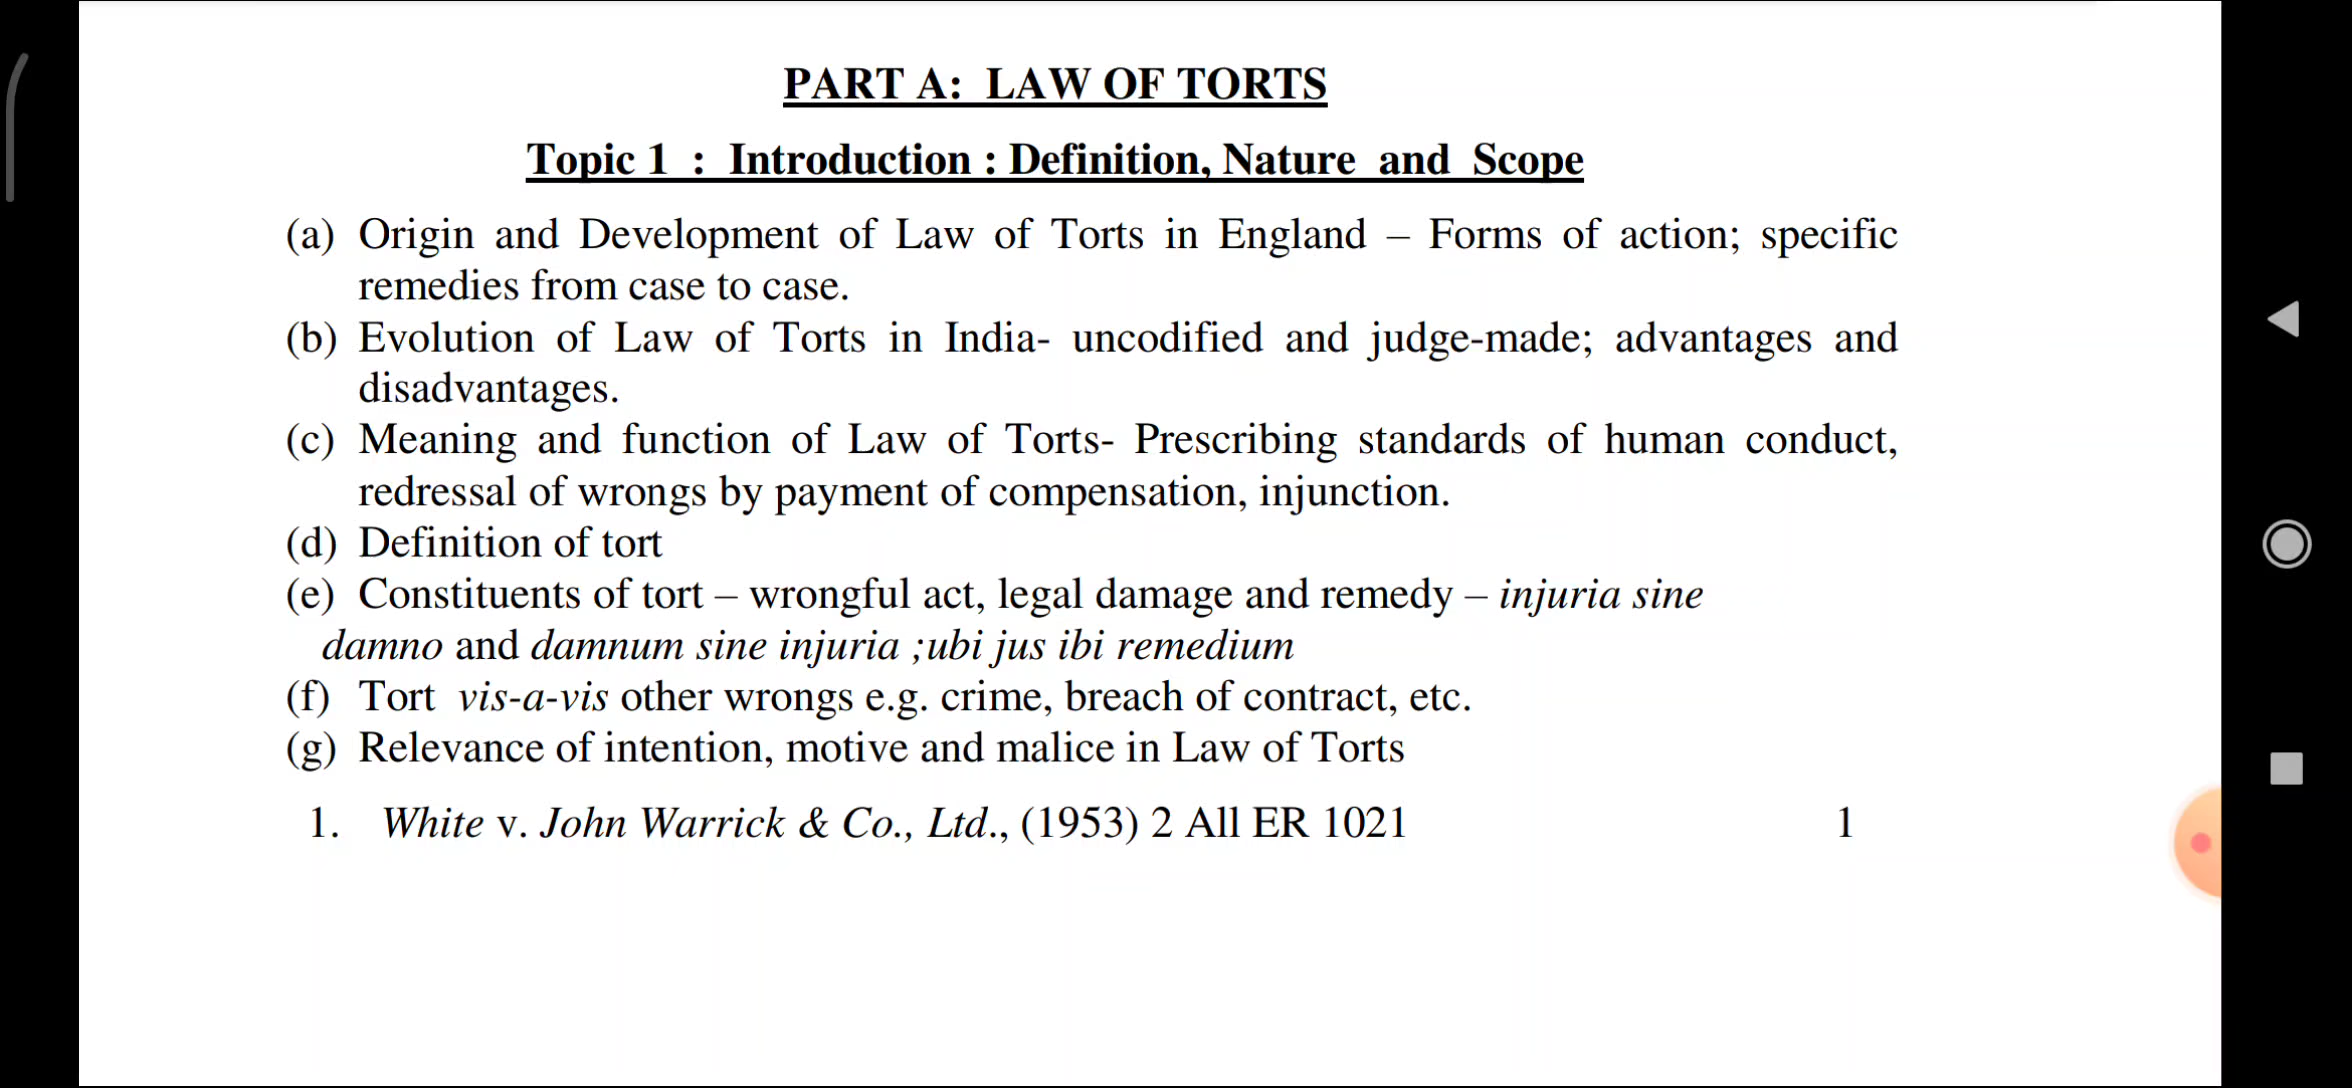 PART A: LAW OF TORTS
Topic 1 : Introduction : Definition, Nature and Scope
(a) Origin and Development of Law of Torts in England – Forms of action; specific
remedies from case to case.
(b) Evolution of Law of Torts in India- uncodified and judge-made; advantages and
disadvantages.
(c) Meaning and function of Law of Torts- Prescribing standards of human conduct,
redressal of wrongs by payment of compensation, injunction.
(d) Definition of tort
(e) Constituents of tort – wrongful act, legal damage and remedy – injuria sine
damno and damnum sine injuria ;ubi jus ibi remedium
(f) Tort vis-a-vis other wrongs e.g. crime, breach of contract, etc.
(g) Relevance of intention, motive and malice in Law of Torts
1. White v. John Warrick & Co., Ltd., (1953) 2 All ER 1021 1